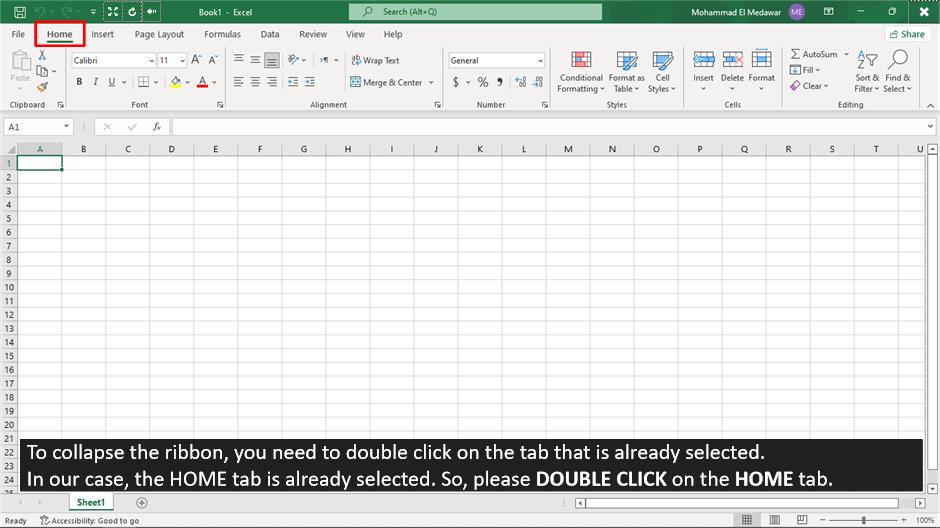 Book1 - Excel
Search (Alt+Q)
Mohammad El Medawar
ME
File Home Insert Page Layout Formulas Data Review View Help
Share
Paste
Clipboard
Calibri
11
A^ A˅
B I U
A
Font
ab Wrap Text
Merge & Center
Alignment
General
$ % ,
Number
Conditional Formatting
Format as Table
Cell Styles
Styles
Insert Delete Format
Cells
AutoSum
Fill
Clear
Sort & Filter
Find & Select
Editing
A1
fx
A B C D E F G H I J K L M N O P Q R S T U
1
2
3
4
5
6
7
8
9
10
11
12
13
14
15
16
17
18
19
20
21
22
23
24
25
To collapse the ribbon, you need to double click on the tab that is already selected.
In our case, the HOME tab is already selected. So, please DOUBLE CLICK on the HOME tab.
Sheet1
Ready Accessibility: Good to go
100%